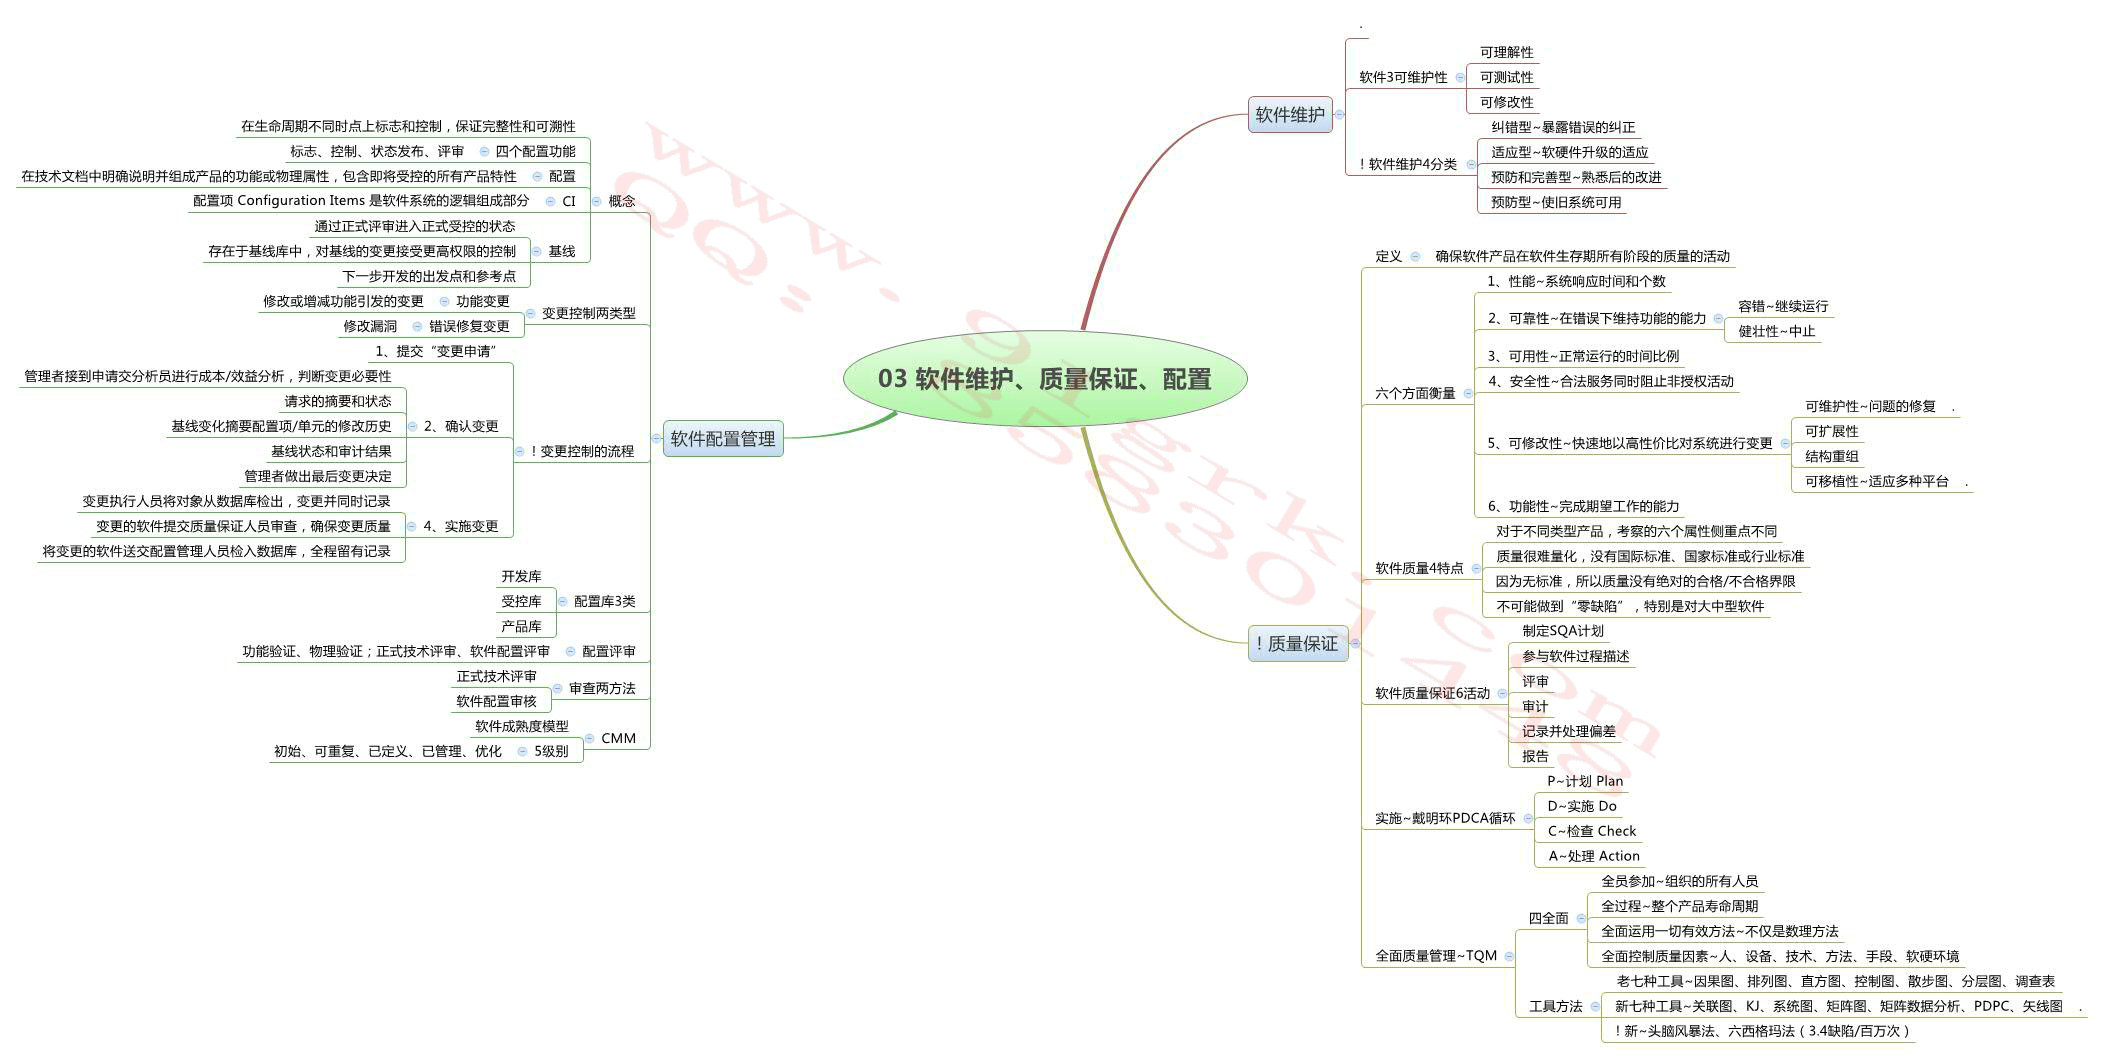 03 软件维护、质量保证、配置
软件维护
.
软件3可维护性
可理解性
可测试性
可修改性
! 软件维护4分类
纠错型~暴露错误的纠正
适应型~软硬件升级的适应
预防和完善型~熟悉后的改进
预防型~使旧系统可用
! 质量保证
定义
确保软件产品在软件生存期所有阶段的质量的活动
六个方面衡量
1、性能~系统响应时间和个数
2、可靠性~在错误下维持功能的能力
容错~继续运行
健壮性~中止
3、可用性~正常运行的时间比例
4、安全性~合法服务同时阻止非授权活动
5、可修改性~快速地以高性价比对系统进行变更
可维护性~问题的修复 .
可扩展性
结构重组
可移植性~适应多种平台 .
6、功能性~完成期望工作的能力
软件质量4特点
对于不同类型产品，考察的六个属性侧重点不同
质量很难量化，没有国际标准、国家标准或行业标准
因为无标准，所以质量没有绝对的合格/不合格界限
不可能做到“零缺陷”，特别是对大中型软件
软件质量保证6活动
制定SQA计划
参与软件过程描述
评审
审计
记录并处理偏差
报告
实施~戴明环PDCA循环
P~计划 Plan
D~实施 Do
C~检查 Check
A~处理 Action
全面质量管理~TQM
四全面
全员参加~组织的所有人员
全过程~整个产品寿命周期
全面运用一切有效方法~不仅是数理方法
全面控制质量因素~人、设备、技术、方法、手段、软硬环境
工具方法
老七种工具~因果图、排列图、直方图、控制图、散步图、分层图、调查表
新七种工具~关联图、KJ、系统图、矩阵图、矩阵数据分析、PDPC、矢线图 .
! 新~头脑风暴法、六西格玛法（3.4缺陷/百万次）
软件配置管理
概念
在生命周期不同时点上标志和控制，保证完整性和可溯性
四个配置功能
标志、控制、状态发布、评审
配置
在技术文档中明确说明并组成产品的功能或物理属性，包含即将受控的所有产品特性
CI
配置项 Configuration Items 是软件系统的逻辑组成部分
基线
通过正式评审进入正式受控的状态
存在于基线库中，对基线的变更接受更高权限的控制
下一步开发的出发点和参考点
变更控制两类型
功能变更
修改或增减功能引发的变更
错误修复变更
修改漏洞
! 变更控制的流程
1、提交“变更申请”
2、确认变更
管理者接到申请交分析员进行成本/效益分析，判断变更必要性
请求的摘要和状态
基线变化摘要配置项/单元的修改历史
基线状态和审计结果
管理者做出最后变更决定
4、实施变更
变更执行人员将对象从数据库检出，变更并同时记录
变更的软件提交质量保证人员审查，确保变更质量
将变更的软件送交配置管理人员检入数据库，全程留有记录
配置库3类
开发库
受控库
产品库
配置评审
功能验证、物理验证；正式技术评审、软件配置评审
审查两方法
正式技术评审
软件配置审核
CMM
软件成熟度模型
5级别
初始、可重复、已定义、已管理、优化